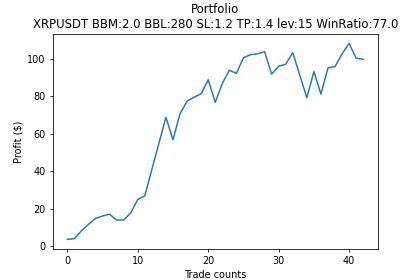 Portfolio
XRPUSDT BBM:2.0 BBL:280 SL:1.2 TP:1.4 lev:15 WinRatio:77.0
Profit ($)
100
80
60
40
20
0
0 10 20 30 40
Trade counts